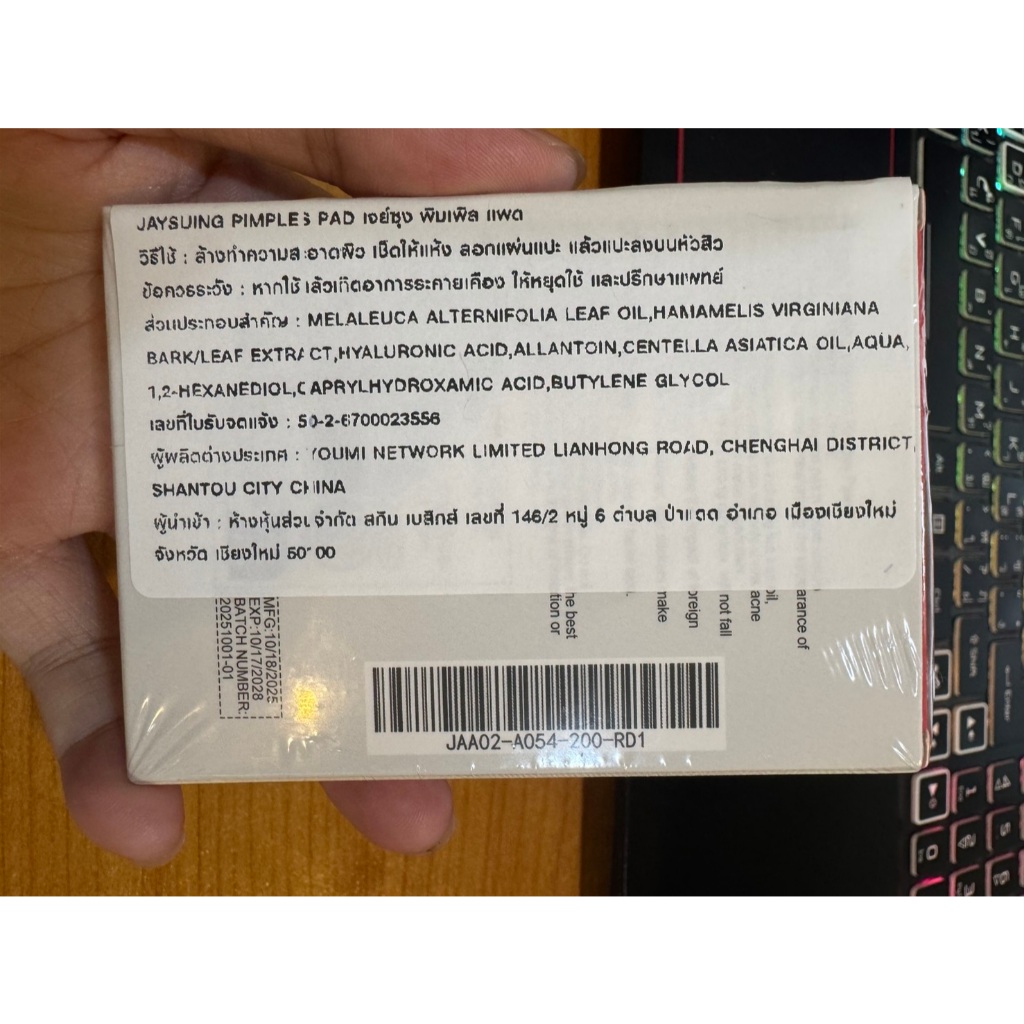 JAYSUING PIMPLES PAD เจย์ซุง พิมเพิล แพด
วิธีใช้ : ล้างทำความสะอาดผิว เช็ดให้แห้ง ลอกแผ่นแปะ แล้วแปะลงบนหัวสิว
ข้อควรระวัง : หากใช้แล้วเกิดอาการระคายเคือง ให้หยุดใช้ และปรึกษาแพทย์
ส่วนประกอบสำคัญ : MELALEUCA ALTERNIFOLIA LEAF OIL,HAMAMELIS VIRGINIANA
BARK/LEAF EXTRACT,HYALURONIC ACID,ALLANTOIN,CENTELLA ASIATICA OIL,AQUA,
1,2-HEXANEDIOL,CAPRYLHYDROXAMIC ACID,BUTYLENE GLYCOL
เลขที่ใบรับจดแจ้ง : 50-2-6700023556
ผู้ผลิตต่างประเทศ : YOUMI NETWORK LIMITED LIANHONG ROAD, CHENGHAI DISTRICT,
SHANTOU CITY CHINA
ผู้นำเข้า : ห้างหุ้นส่วนจำกัด สกิน เบสิกส์ เลขที่ 146/2 หมู่ 6 ตำบล ป่าแดด อำเภอ เมืองเชียงใหม่
จังหวัด เชียงใหม่ 50100
MFG:10/18/2025
EXP:10/17/2028
BATCH NUMBER:
20251001-01
arance of
oil,
acne
not fall
oreign
make
he best
tion or
JAA02-A054-200-RD1